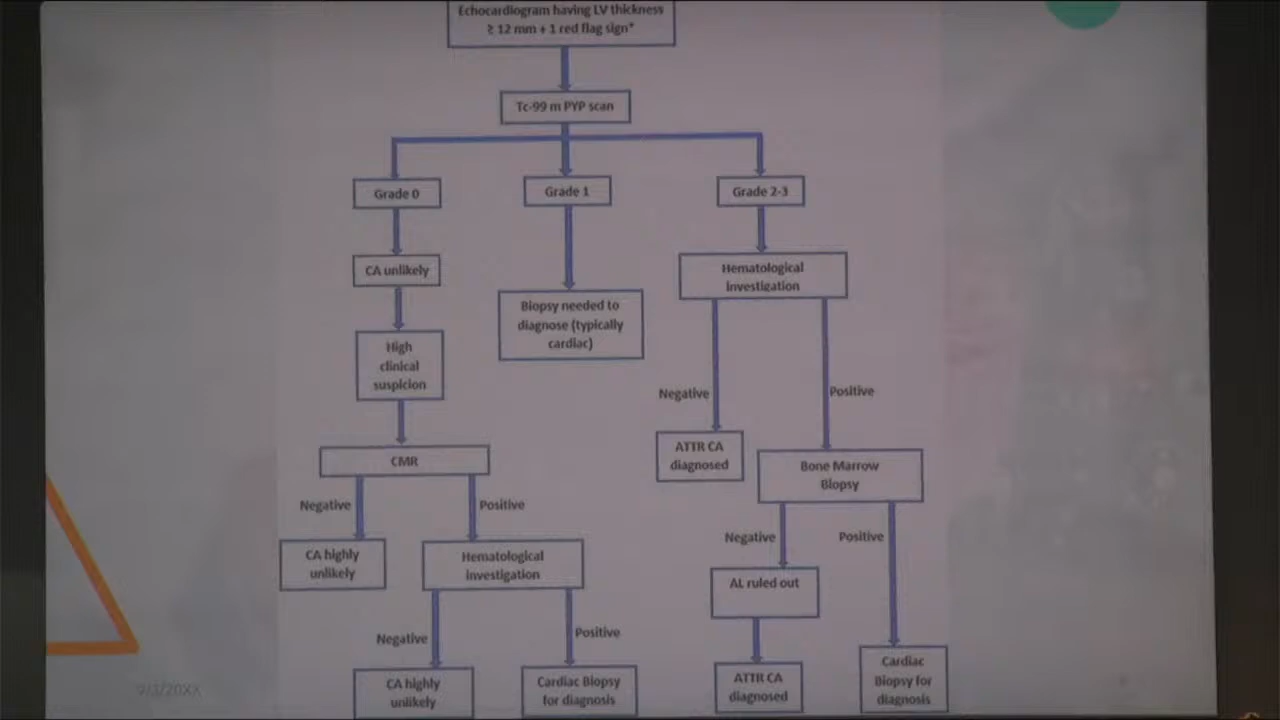 Echocardiogram having LV thickness
≥ 12 mm + 1 red flag sign*
Tc-99 m PYP scan
Grade 0
Grade 1
Grade 2-3
CA unlikely
Hematological
investigation
Biopsy needed to
diagnose (typically
cardiac)
High
clinical
suspicion
Negative
Positive
ATTR CA
diagnosed
CMR
Bone Marrow
Biopsy
Negative
Positive
Negative
Positive
CA highly
unlikely
Hematological
investigation
AL ruled out
Negative
Positive
CA highly
unlikely
Cardiac Biopsy
for diagnosis
ATTR CA
diagnosed
Cardiac
Biopsy for
diagnosis
9/3/20XX